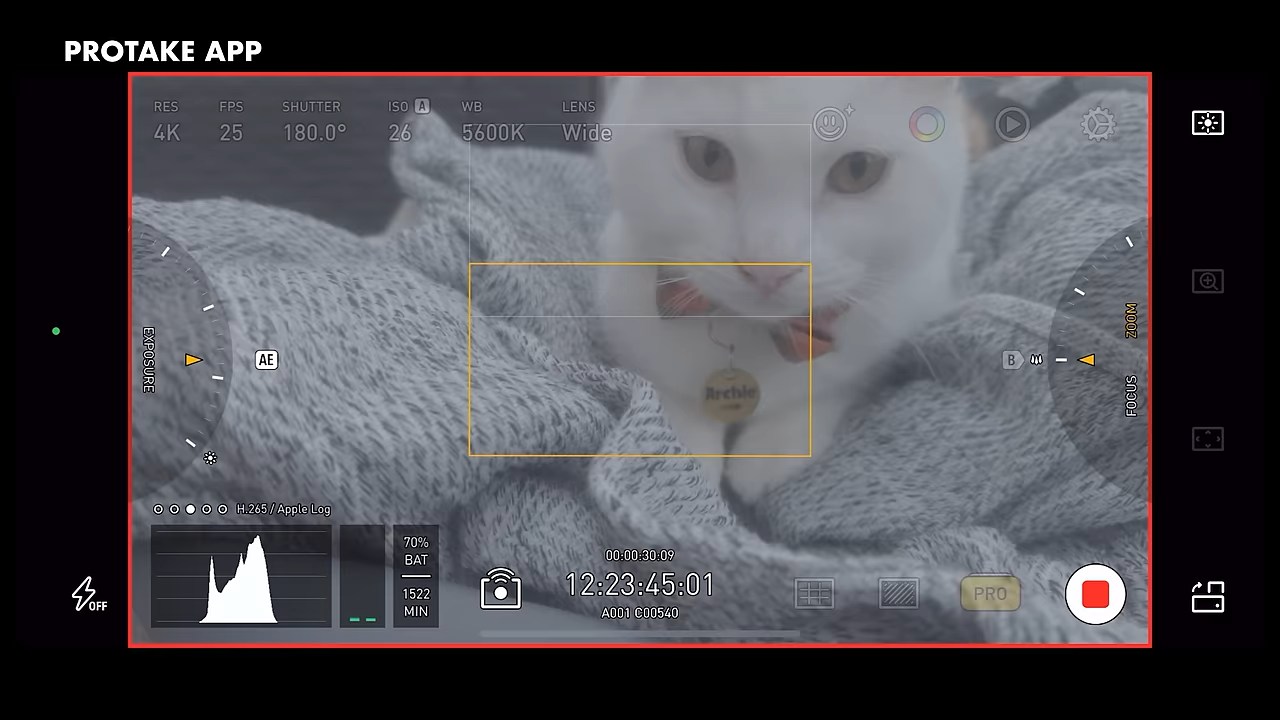 PROTAKE APP
RES FPS SHUTTER ISO A WB LENS
4K 25 180.0° 26 5600K Wide
EXPOSURE
AE
B
ZOOM
FOCUS
Archie
H.265 / Apple Log
70%
BAT
1522
MIN
00:00:30:09
12:23:45:01
A001 C00540
PRO
OFF